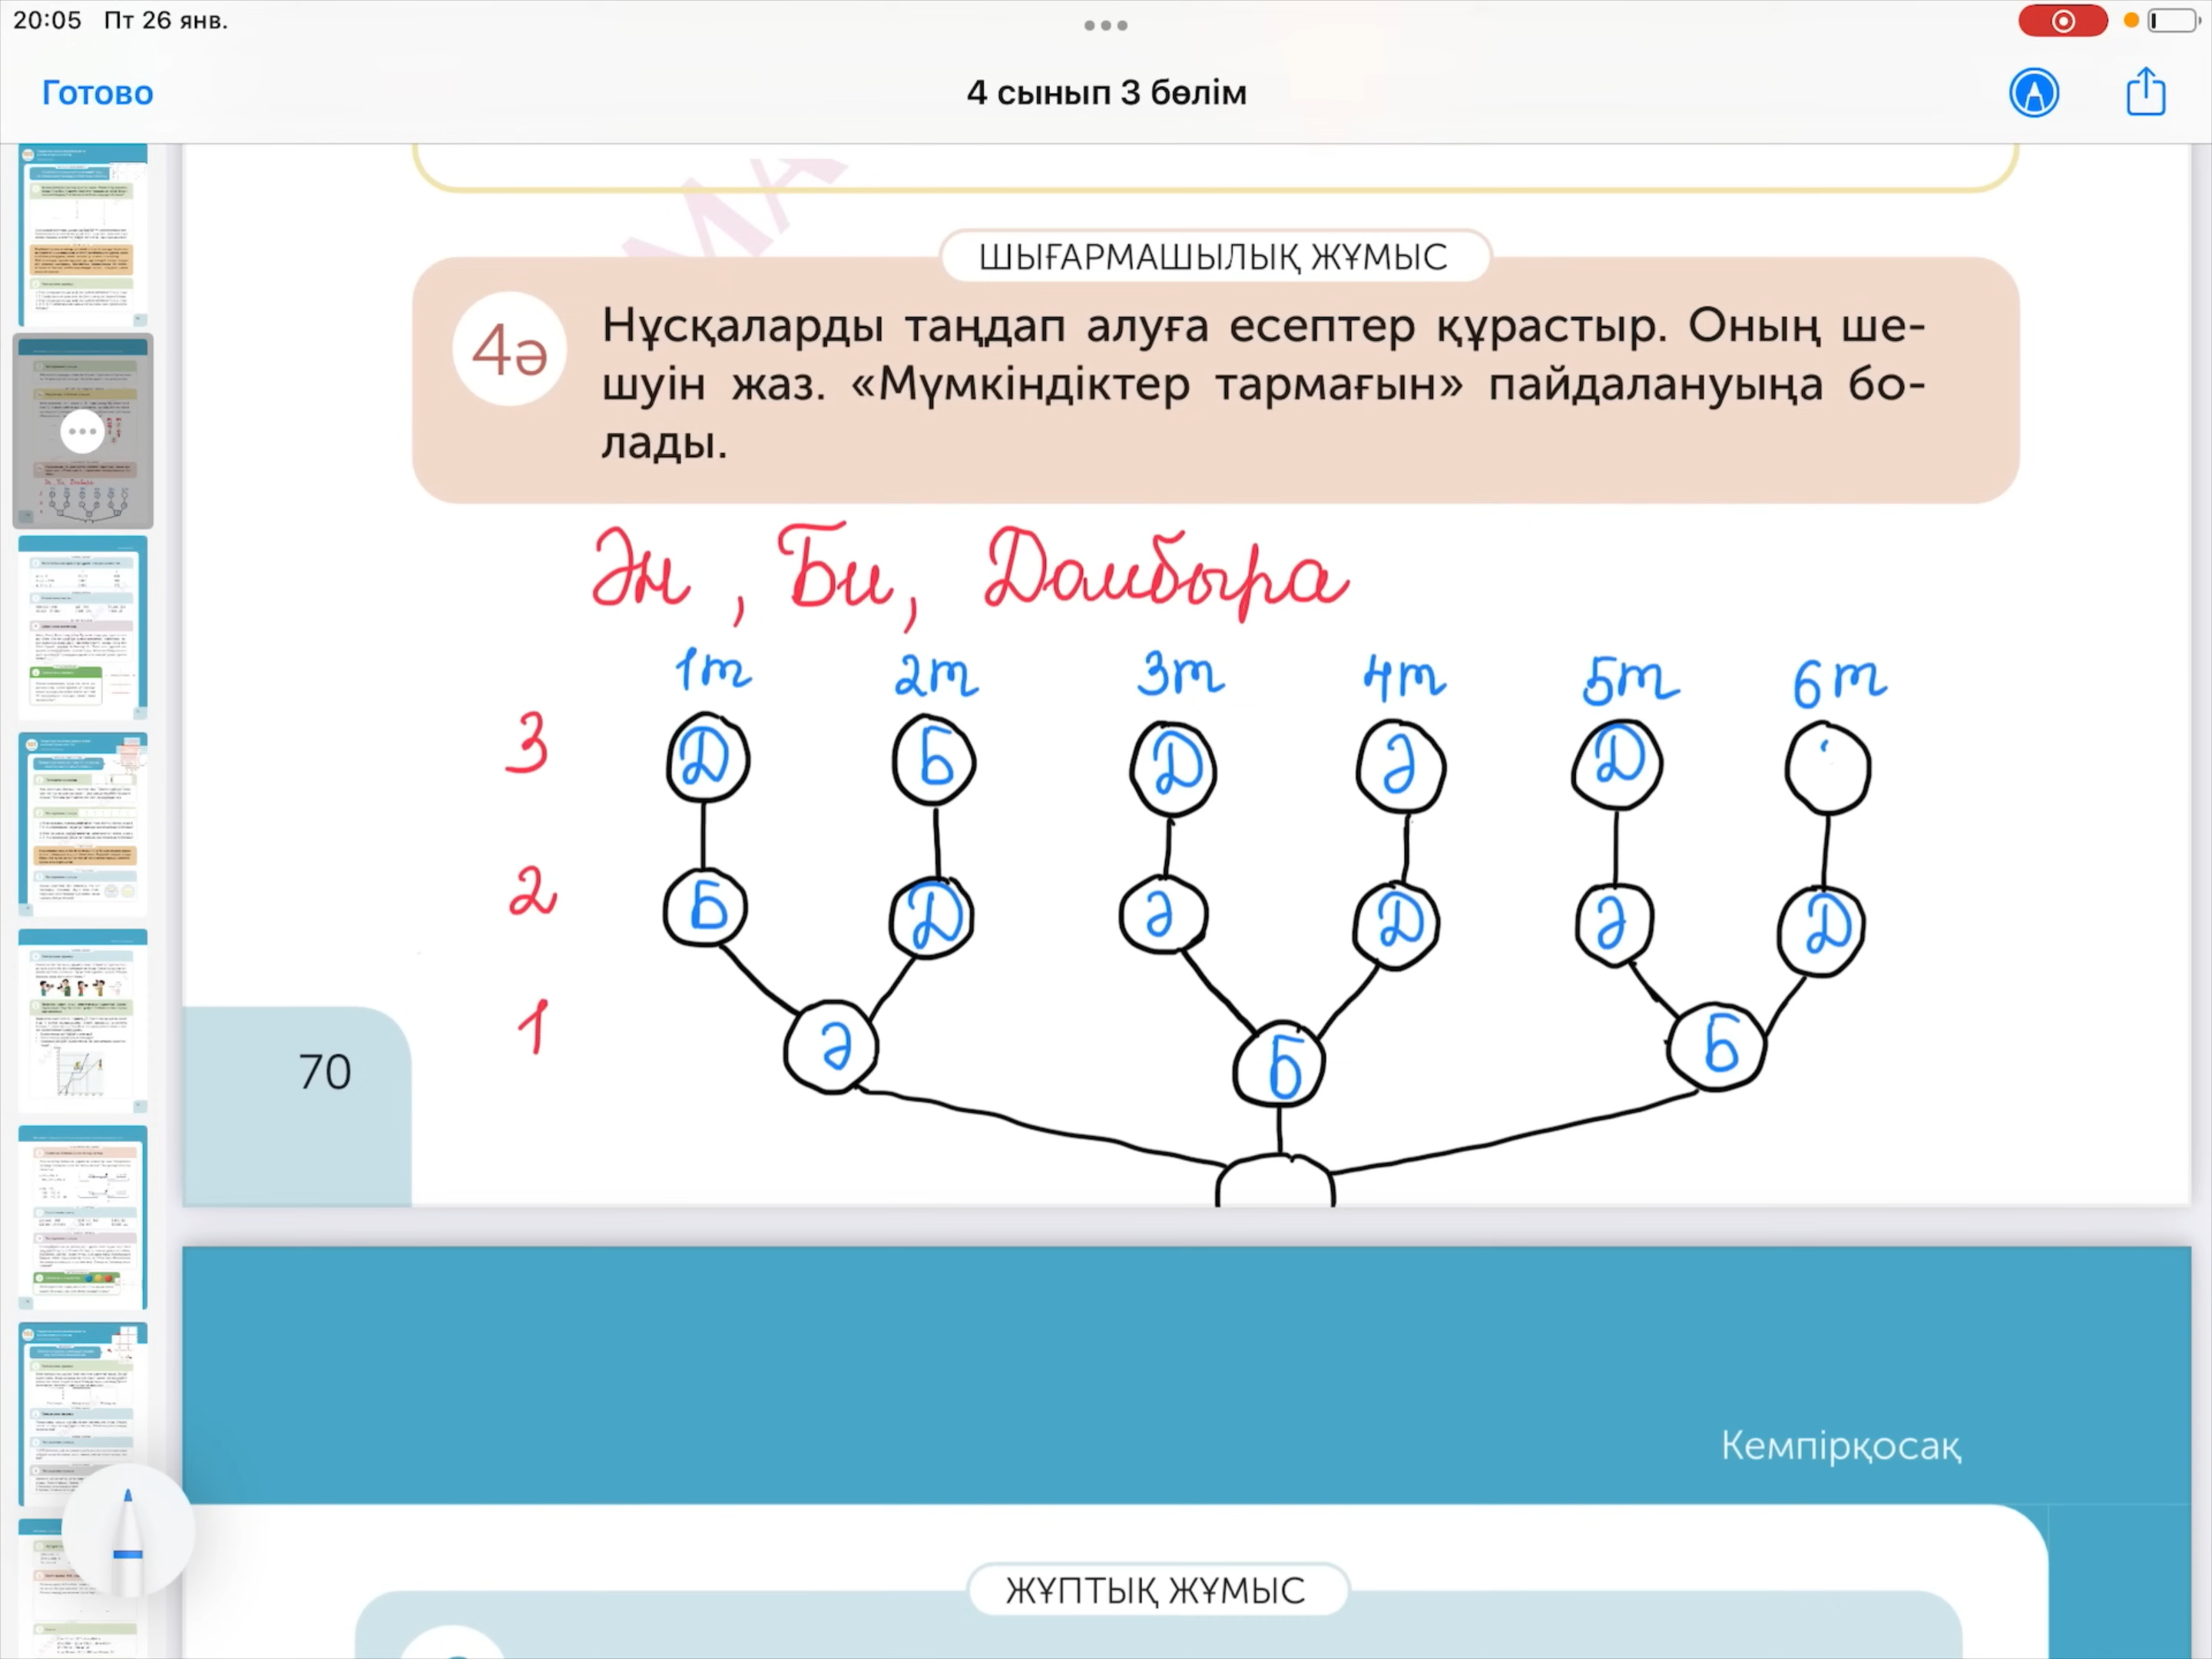 20:05 Пт 26 янв.
Готово
4 сынып 3 бөлім
МА
ШЫҒАРМАШЫЛЫҚ ЖҰМЫС
4ә
Нұсқаларды таңдап алуға есептер құрастыр. Оның ше-
шуін жаз. «Мүмкіндіктер тармағын» пайдалануыңа бо-
лады.
Ән, Би, Домбыра
1т 2т 3т 4т 5т 6т
3 Д Б Д Ә Д
2 Б Д Ә Д Ә Д
1 Ә Б Б
70
Кемпірқосақ
ЖҰПТЫҚ ЖҰМЫС